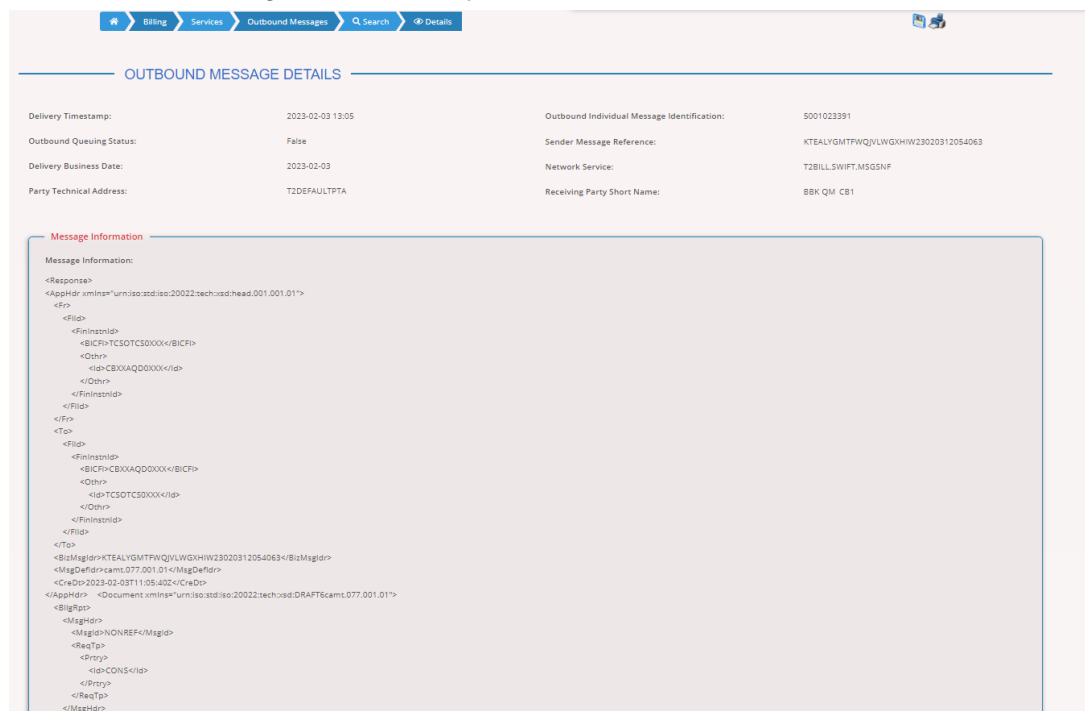 Billing Services Outbound Messages Search Details
OUTBOUND MESSAGE DETAILS
Delivery Timestamp: 2023-02-03 13:05 Outbound Individual Message Identification: 5001023391
Outbound Queuing Status: False Sender Message Reference: KTEALYGMTFWQJVLWGXHIW23020312054063
Delivery Business Date: 2023-02-03 Network Service: T2BILL.SWIFT.MSGSNF
Party Technical Address: T2DEFAULTPTA Receiving Party Short Name: BBK QM CB1
Message Information
Message Information:
<Response>
<AppHdr xmlns="urn:iso:std:iso:20022:tech:xsd:head.001.001.01">
<Fr>
<FIId>
<FinInstnId>
<BICFI>TCSOTCS0XXX</BICFI>
<Othr>
<Id>CBXXAQD0XXX</Id>
</Othr>
</FinInstnId>
</FIId>
</Fr>
<To>
<FIId>
<FinInstnId>
<BICFI>CBXXAQD0XXX</BICFI>
<Othr>
<Id>TCSOTCS0XXX</Id>
</Othr>
</FinInstnId>
</FIId>
</To>
<BizMsgIdr>KTEALYGMTFWQJVLWGXHIW23020312054063</BizMsgIdr>
<MsgDefIdr>camt.077.001.01</MsgDefIdr>
<CreDt>2023-02-03T11:05:40Z</CreDt>
</AppHdr> <Document xmlns="urn:iso:std:iso:20022:tech:xsd:DRAFT6camt.077.001.01">
<BllgRpt>
<MsgHdr>
<MsgId>NONREF</MsgId>
<ReqTp>
<Prtry>
<Id>CONS</Id>
</Prtry>
</ReqTp>
</MsgHdr>